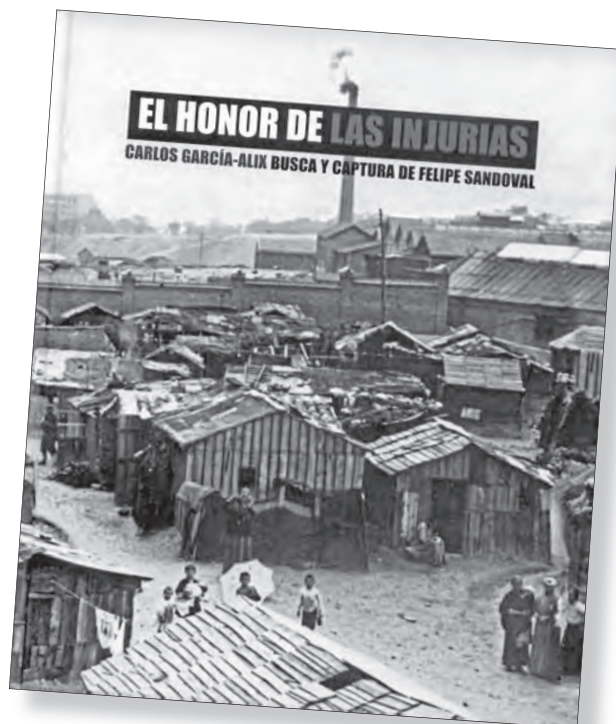 EL HONOR DE LAS INJURIAS
CARLOS GARCÍA-ALIX BUSCA Y CAPTURA DE FELIPE SANDOVAL